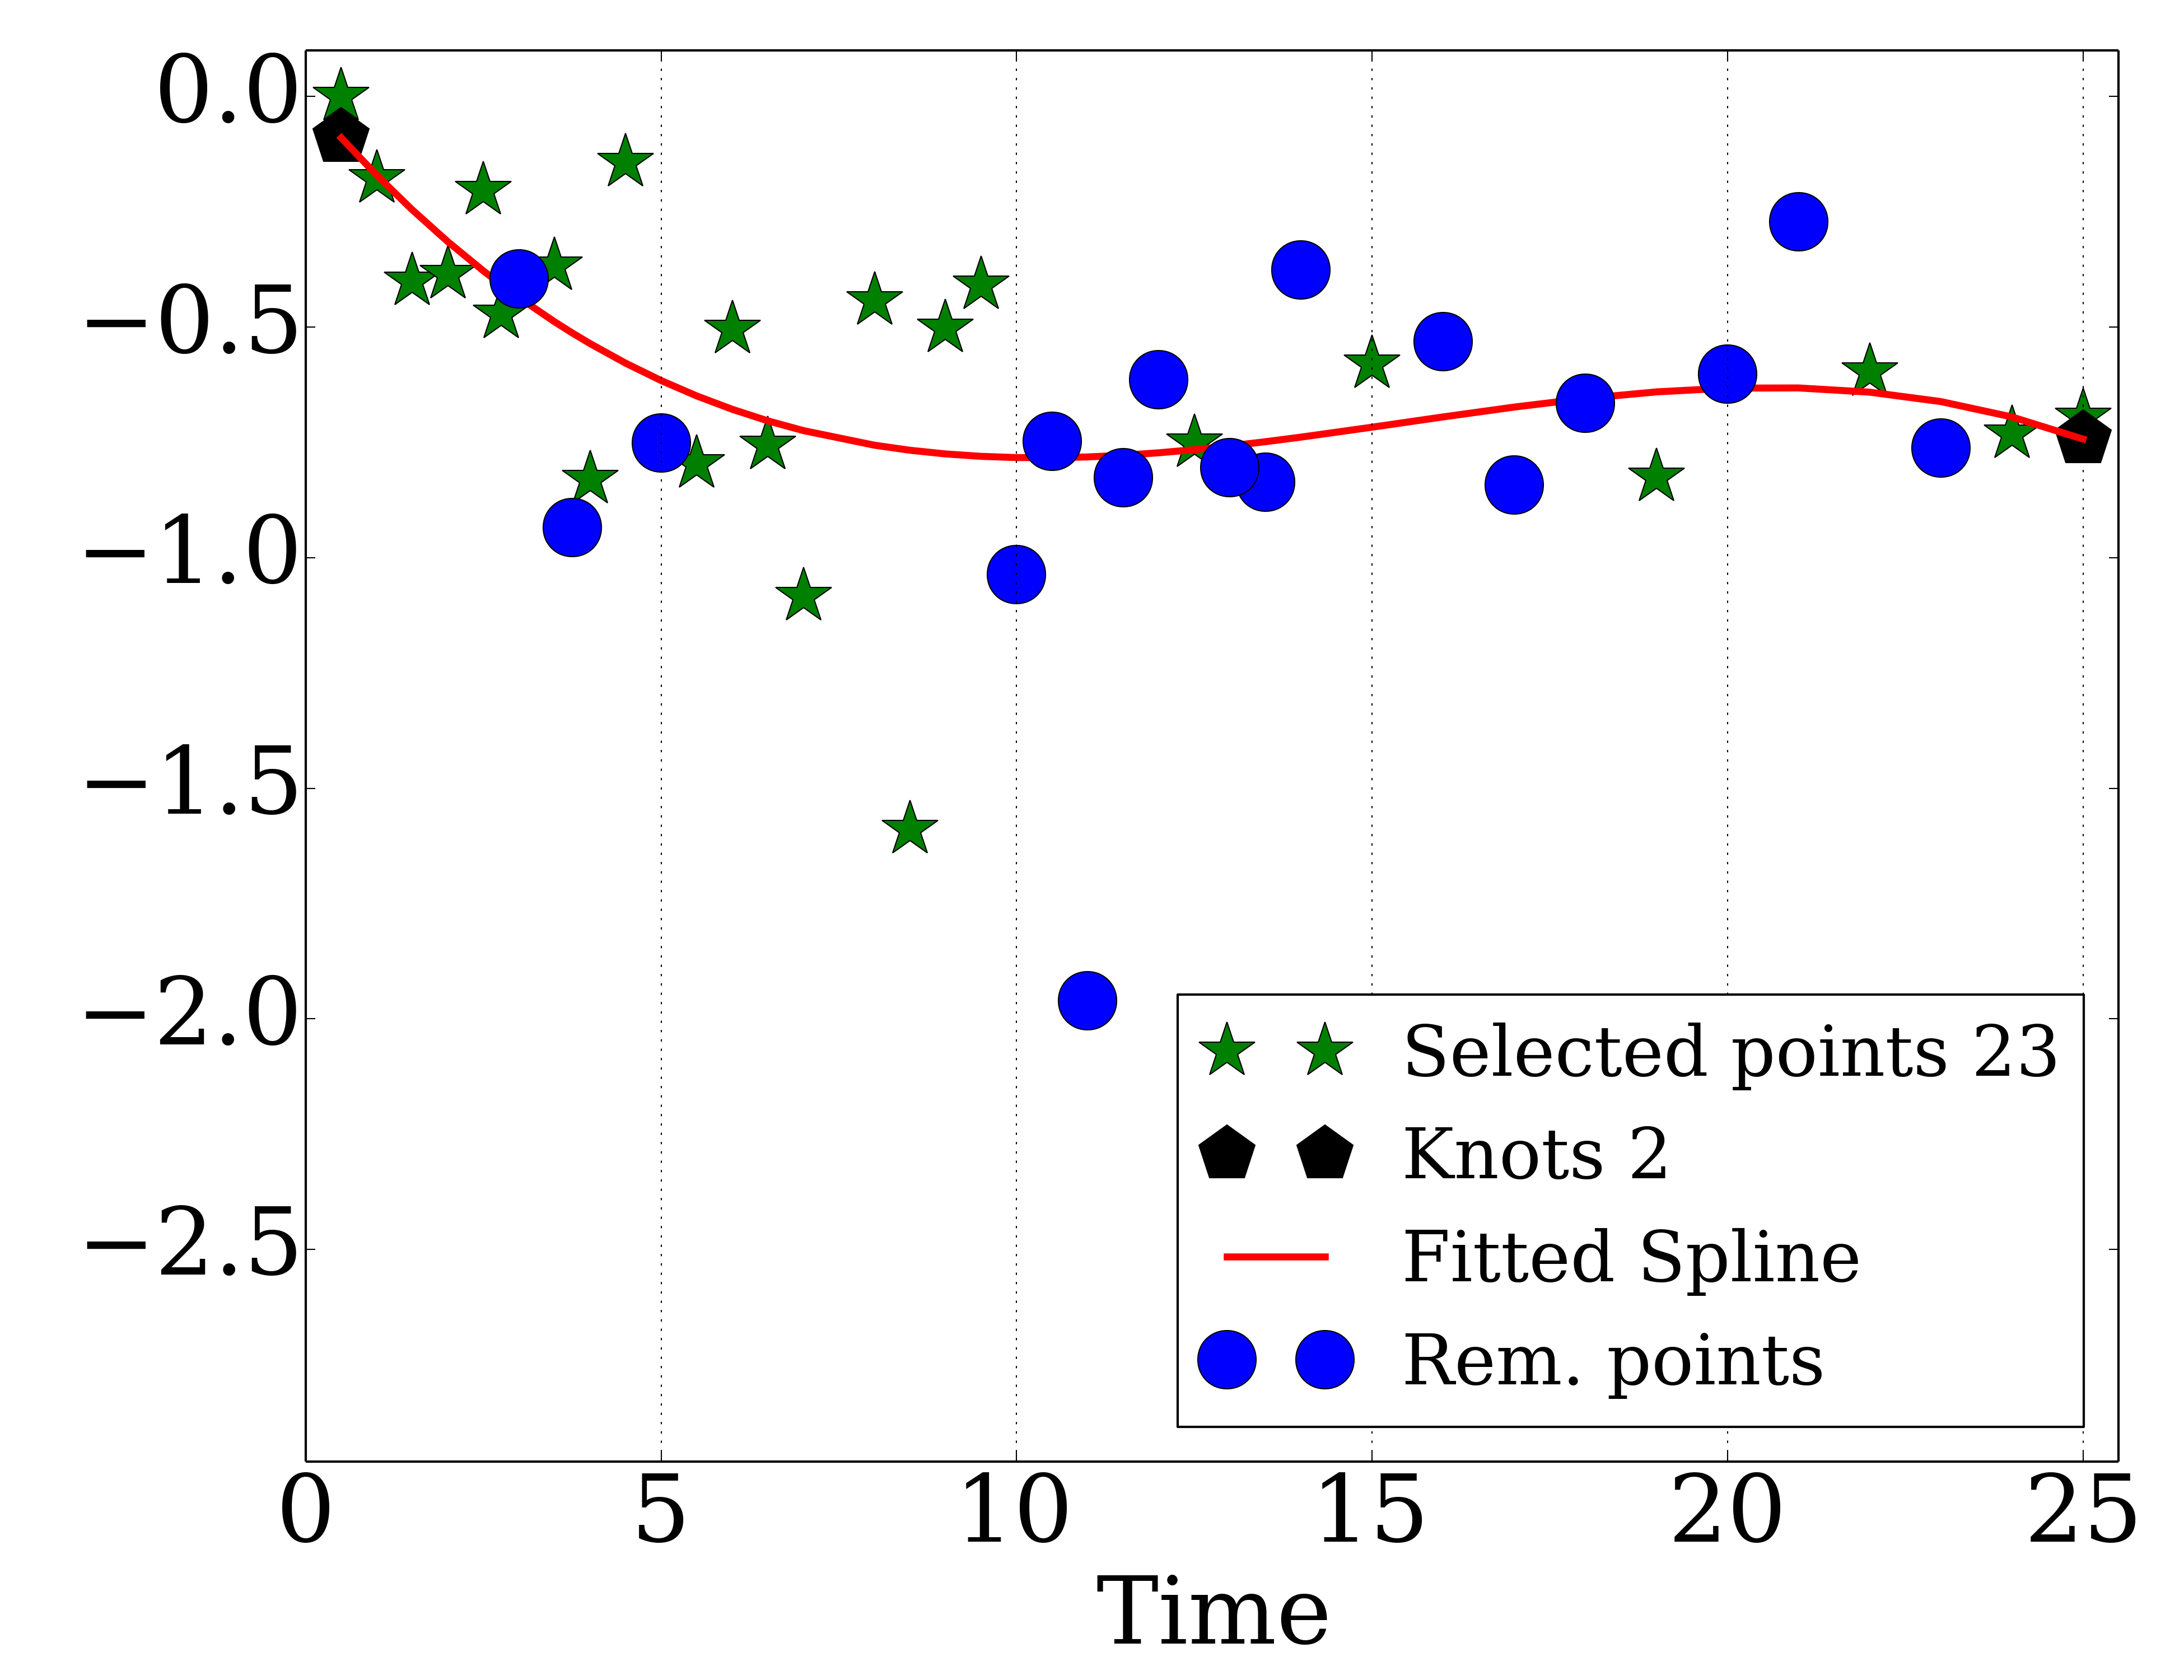 0.0
−0.5
−1.0
−1.5
−2.0
−2.5
Selected points 23
Knots 2
Fitted Spline
Rem. points
0 5 10 15 20 25
Time